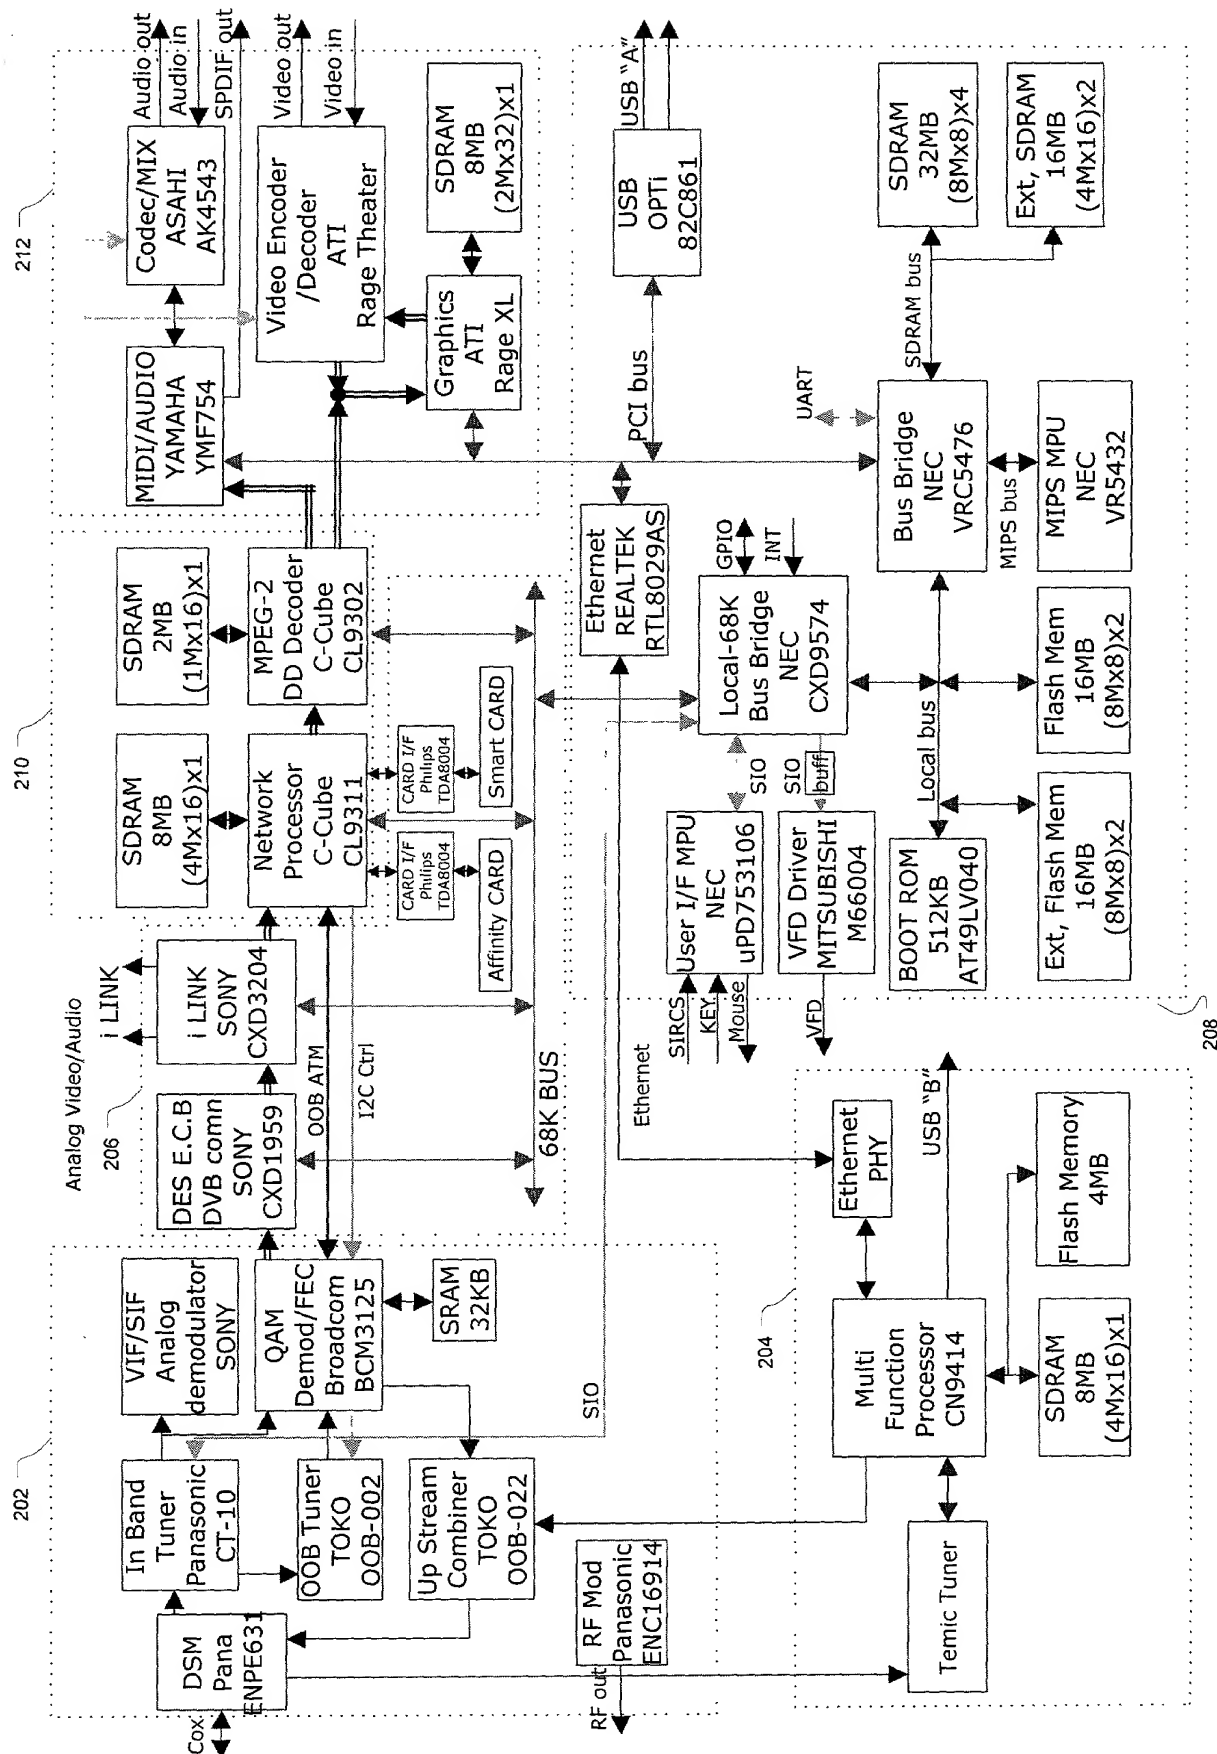 202
Cox
DSM
Pana
ENPE631
In Band
Tuner
Panasonic
CT-10
VIF/SIF
Analog
demodulator
SONY
OOB Tuner
TOKO
OOB-002
QAM
Demod/FEC
Broadcom
BCM3125
SRAM
32KB
Up Stream
Combiner
TOKO
OOB-022
SIO
RF Mod
Panasonic
ENC16914
RF out
Analog Video/Audio
206
i LINK
DES E.C.B
DVB comn
SONY
CXD1959
i LINK
SONY
CXD3204
OOB ATM
I2C Ctrl
68K BUS
210
SDRAM
8MB
(4Mx16)x1
SDRAM
2MB
(1Mx16)x1
Network
Processor
C-Cube
CL9311
MPEG-2
DD Decoder
C-Cube
CL9302
CARD I/F
Philips
TDA8004
CARD I/F
Philips
TDA8004
Affinity CARD
Smart CARD
212
MIDI/AUDIO
YAMAHA
YMF754
Codec/MIX
ASAHI
AK4543
Audio out
Audio in
SPDIF out
Video out
Video in
Video Encoder
/Decoder
ATI
Rage Theater
Graphics
ATI
Rage XL
SDRAM
8MB
(2Mx32)x1
204
Temic Tuner
Multi
Function
Processor
CN9414
Ethernet
PHY
USB "B"
SDRAM
8MB
(4Mx16)x1
Flash Memory
4MB
208
Ethernet
SIRCS
KEY
Mouse
VFD
User I/F MPU
NEC
uPD753106
VFD Driver
MITSUBISHI
M66004
SIO
SIO
buff
Ethernet
REALTEK
RTL8029AS
Local-68K
Bus Bridge
NEC
CXD9574
GPIO
INT
PCI bus
USB
OPTi
82C861
USB "A"
UART
BOOT ROM
512KB
AT49LV040
Local bus
Ext, Flash Mem
16MB
(8Mx8)x2
Flash Mem
16MB
(8Mx8)x2
Bus Bridge
NEC
VRC5476
MIPS bus
MIPS MPU
NEC
VR5432
SDRAM bus
SDRAM
32MB
(8Mx8)x4
Ext, SDRAM
16MB
(4Mx16)x2